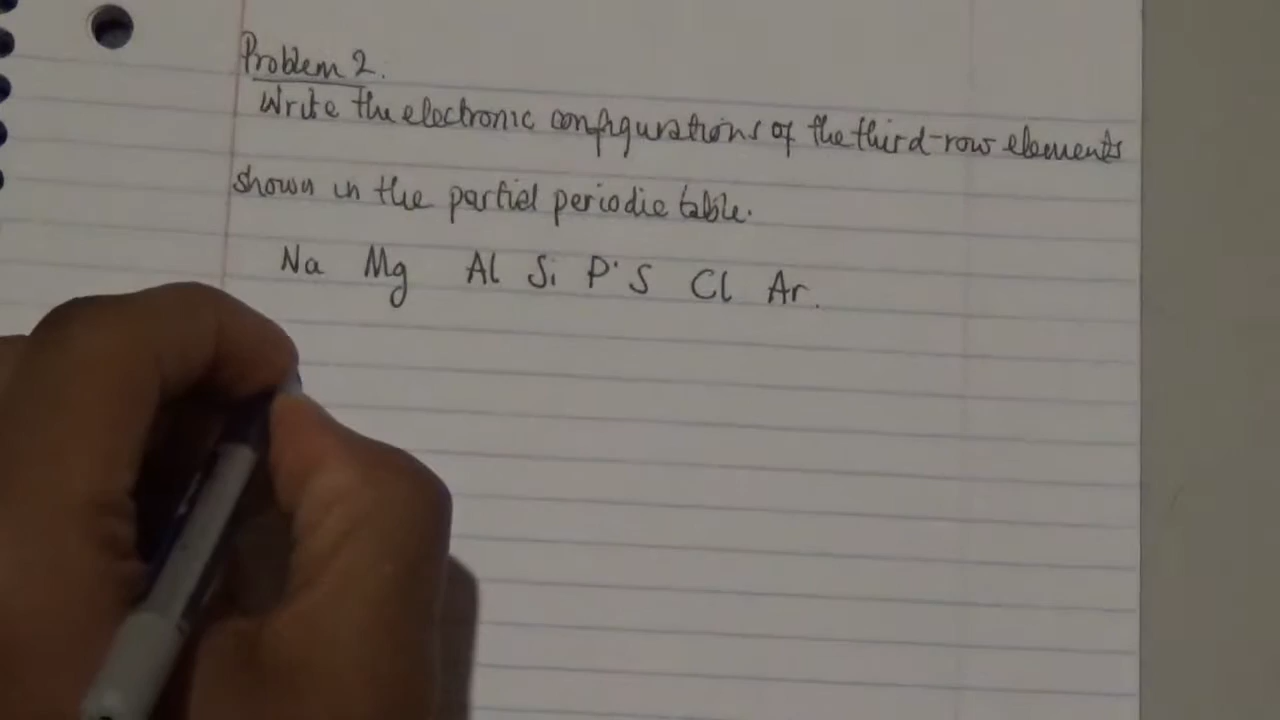 Problem 2.
Write the electronic configurations of the third-row elements
shown in the partial periodic table.
Na Mg Al Si P S Cl Ar.